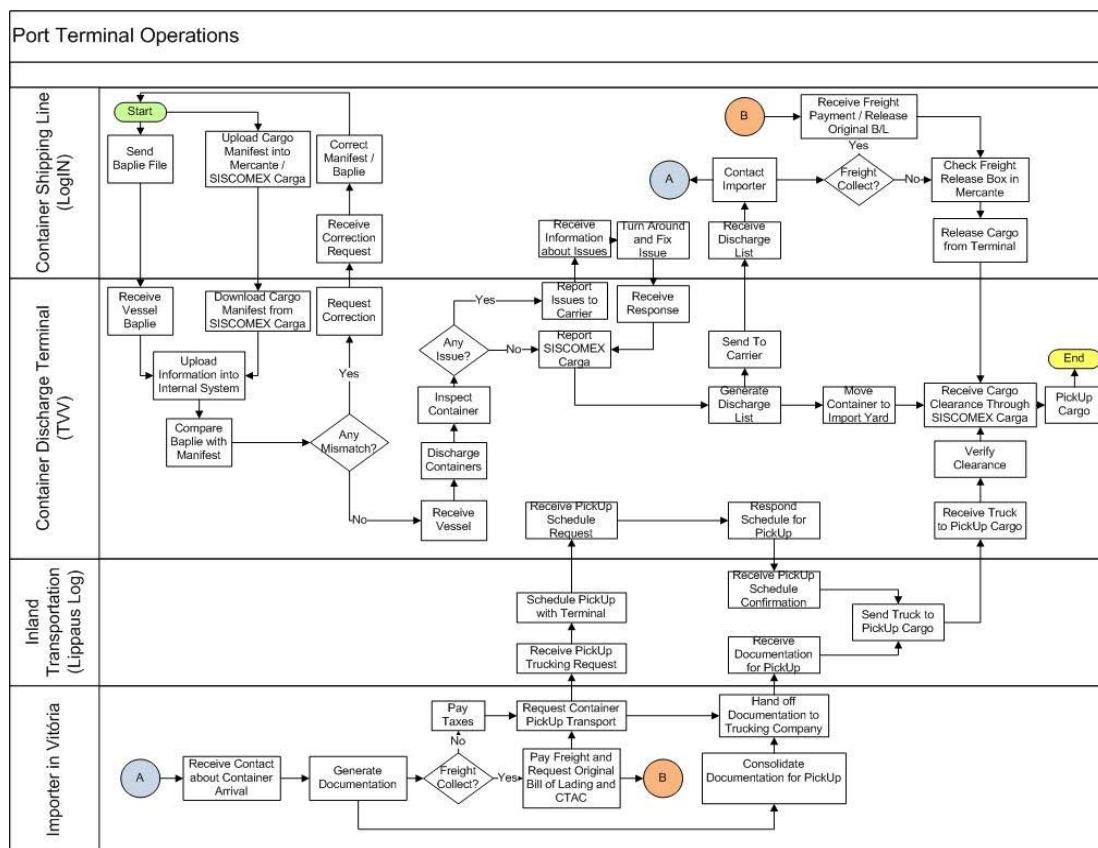 Port Terminal Operations
Container Shipping Line
(LogIN)
Start
Send
Baplie File
Upload Cargo
Manifest into
Mercante /
SISCOMEX Carga
Correct
Manifest /
Baplie
Receive
Correction
Request
Receive
Information
about Issues
Turn Around
and Fix
Issue
A
Contact
Importer
Receive
Discharge
List
B
Receive Freight
Payment / Release
Original B/L
Yes
Freight
Collect?
No
Check Freight
Release Box in
Mercante
Release Cargo
from Terminal
Container Discharge Terminal
(TVV)
Receive
Vessel
Baplie
Download Cargo
Manifest from
SISCOMEX Carga
Request
Correction
Upload
Information into
Internal System
Compare
Baplie with
Manifest
Yes
Any
Mismatch?
No
Receive
Vessel
Discharge
Containers
Inspect
Container
Any
Issue?
Yes
No
Report
Issues to
Carrier
Receive
Response
Report
SISCOMEX
Carga
Send To
Carrier
Generate
Discharge
List
Move
Container to
Import Yard
Receive Cargo
Clearance Through
SISCOMEX Carga
End
PickUp
Cargo
Verify
Clearance
Receive Truck
to PickUp Cargo
Receive PickUp
Schedule
Request
Respond
Schedule for
PickUp
Inland
Transportation
(Lippaus Log)
Schedule PickUp
with Terminal
Receive PickUp
Trucking Request
Receive PickUp
Schedule
Confirmation
Receive
Documentation
for PickUp
Send Truck to
PickUp Cargo
Importer in Vitória
A
Receive Contact
about Container
Arrival
Generate
Documentation
Freight
Collect?
No
Yes
Pay
Taxes
Request Container
PickUp Transport
Pay Freight and
Request Original
Bill of Lading and
CTAC
B
Hand off
Documentation to
Trucking Company
Consolidate
Documentation for PickUp